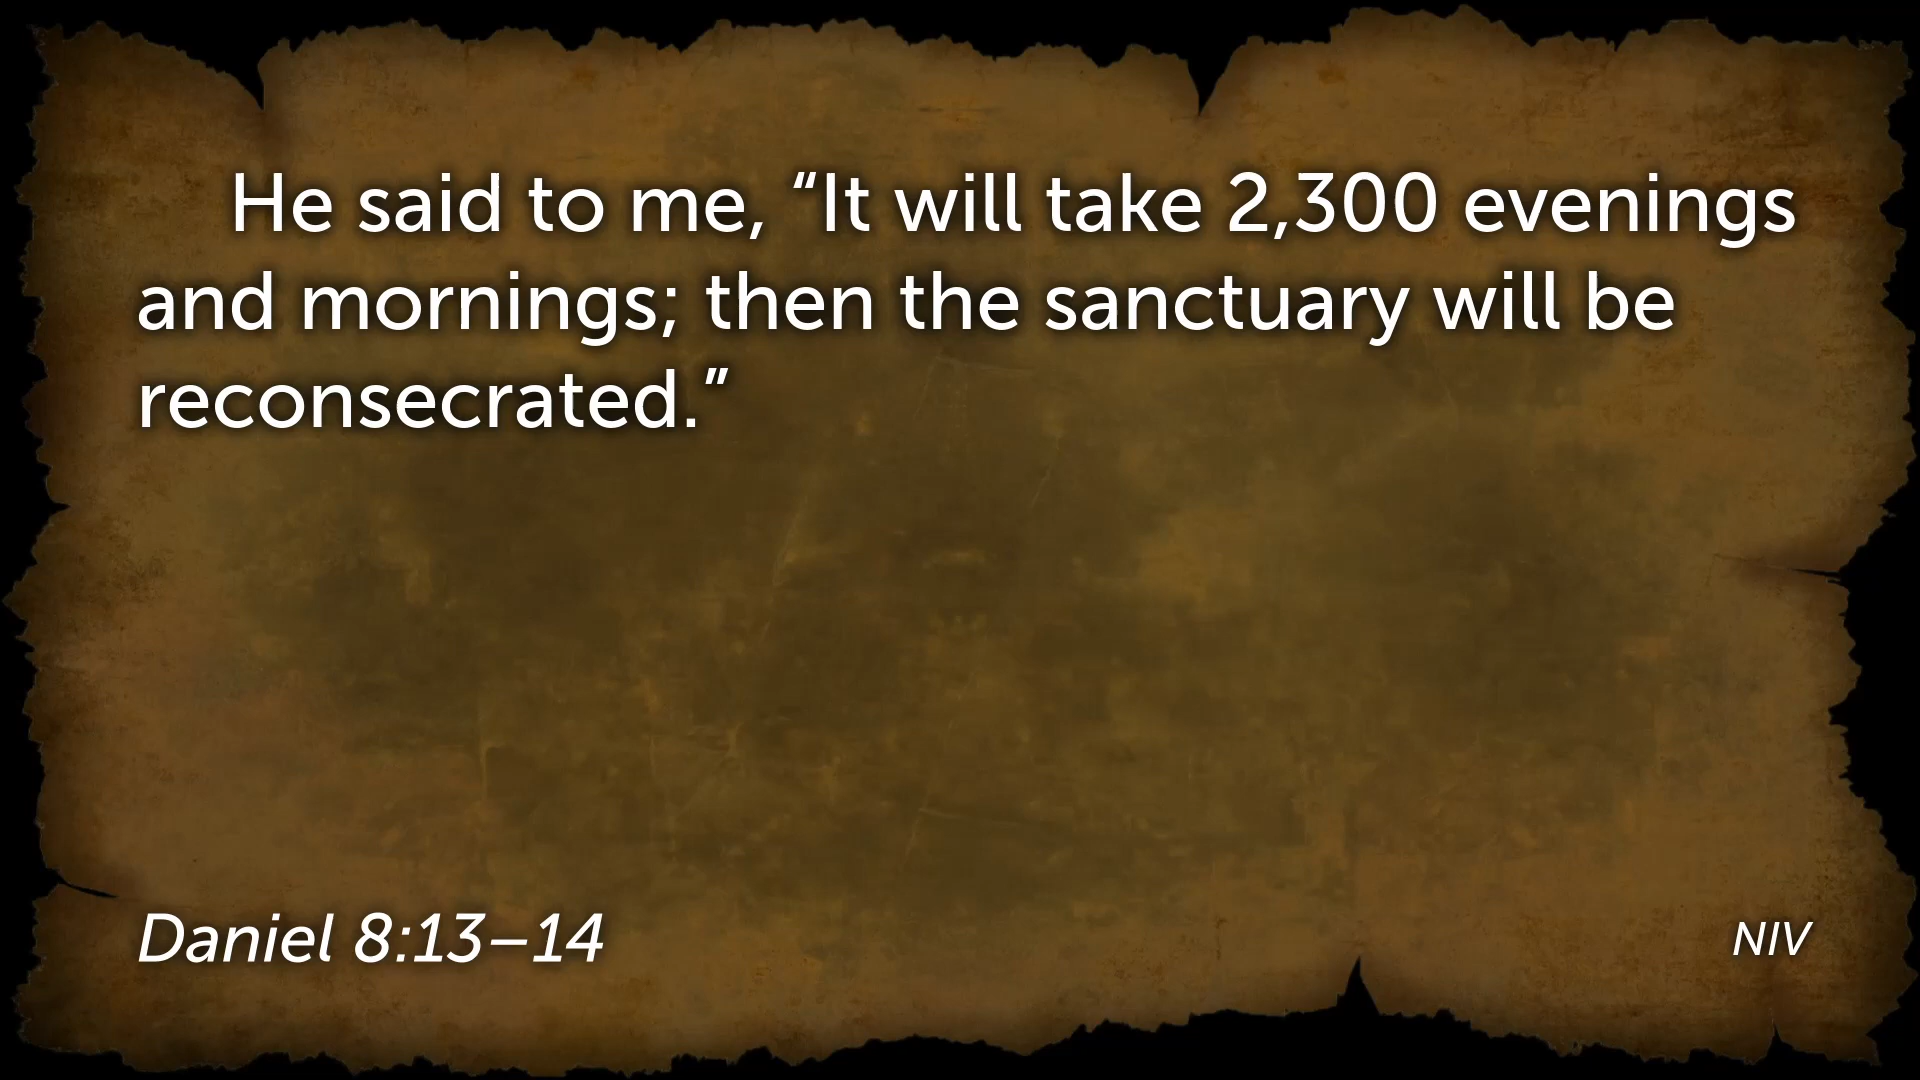 He said to me, “It will take 2,300 evenings
and mornings; then the sanctuary will be
reconsecrated.”
Daniel 8:13–14
NIV